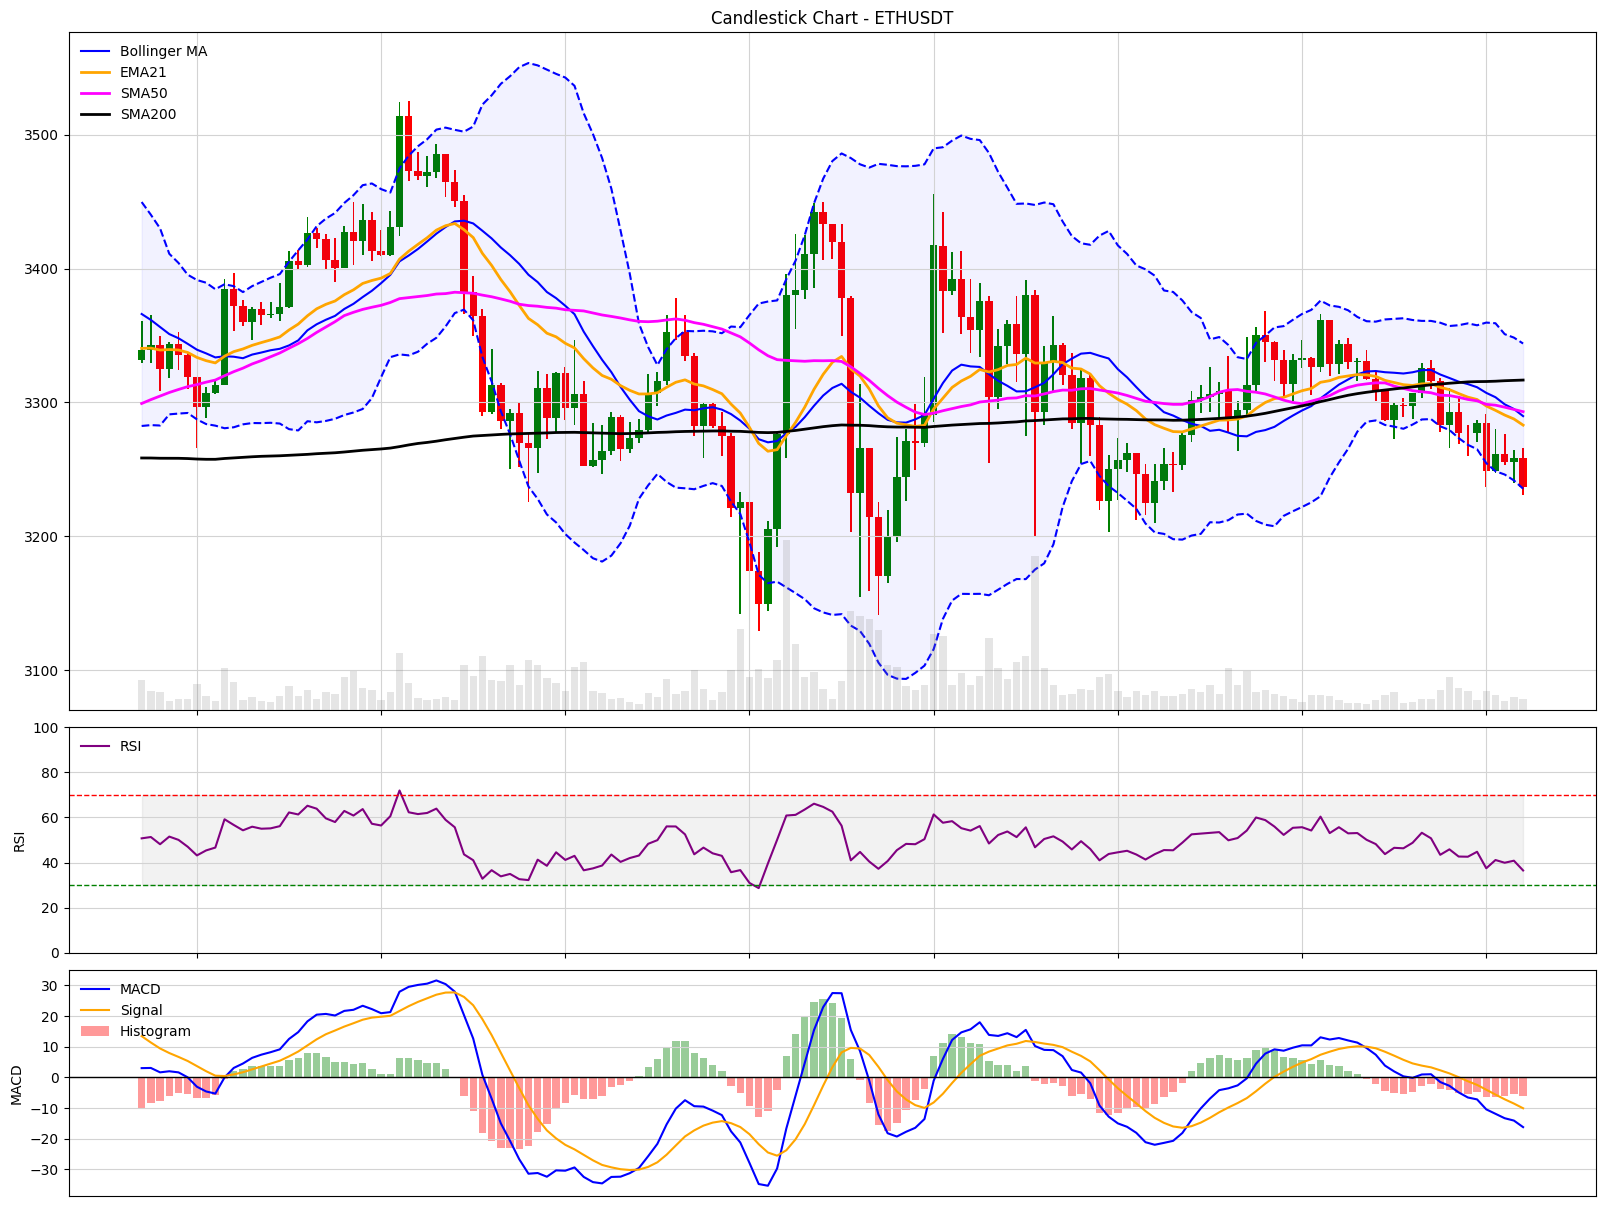 Candlestick Chart - ETHUSDT
Bollinger MA
EMA21
SMA50
SMA200
3500
3400
3300
3200
3100
RSI
100
80
60
40
20
0
RSI
MACD
Signal
Histogram
30
20
10
0
−10
−20
−30
MACD